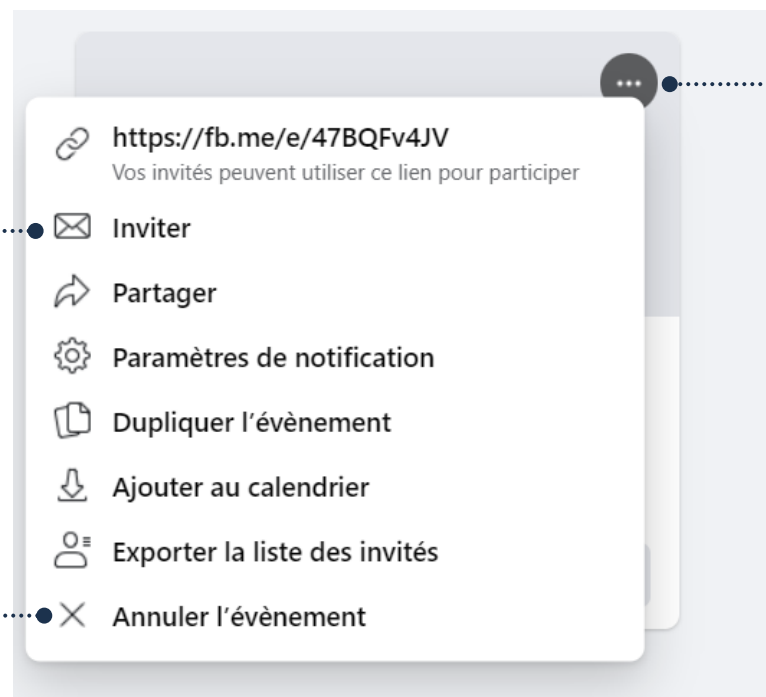 https://fb.me/e/47BQFv4JV
Vos invités peuvent utiliser ce lien pour participer
Inviter
Partager
Paramètres de notification
Dupliquer l'évènement
Ajouter au calendrier
Exporter la liste des invités
Annuler l'évènement